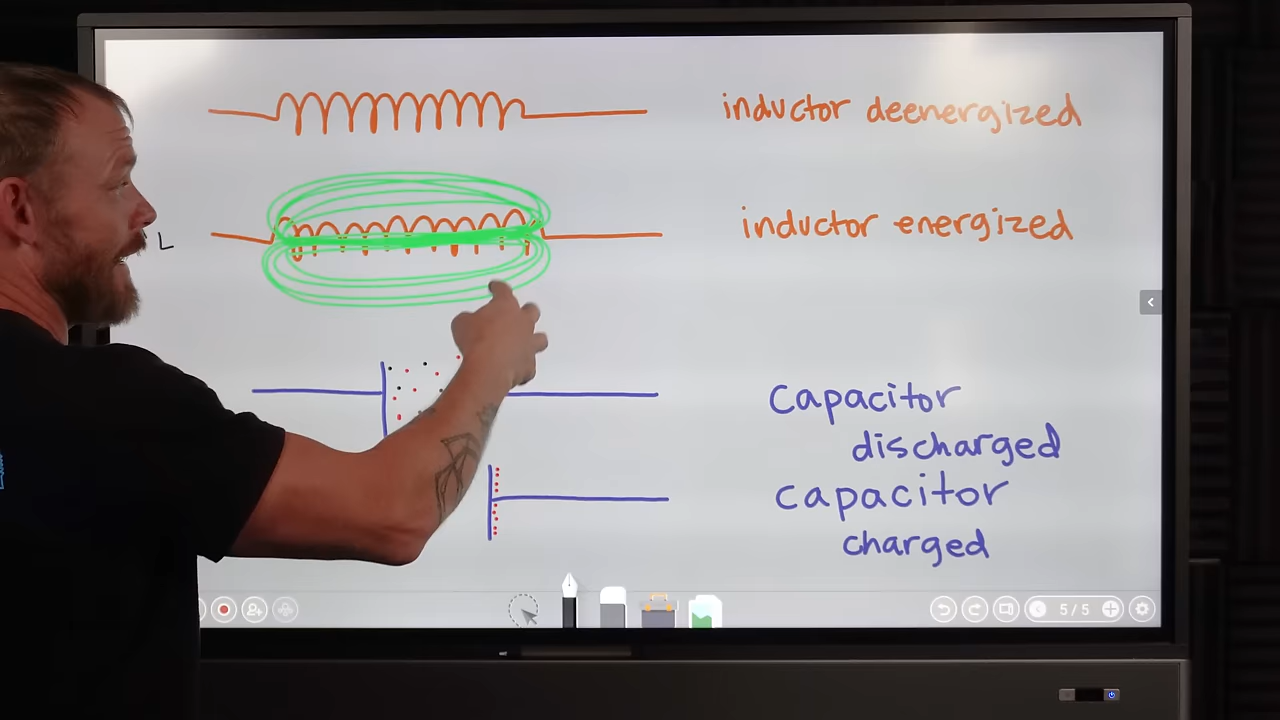 inductor deenergized
inductor energized
L
Capacitor
discharged
capacitor
charged
5/5